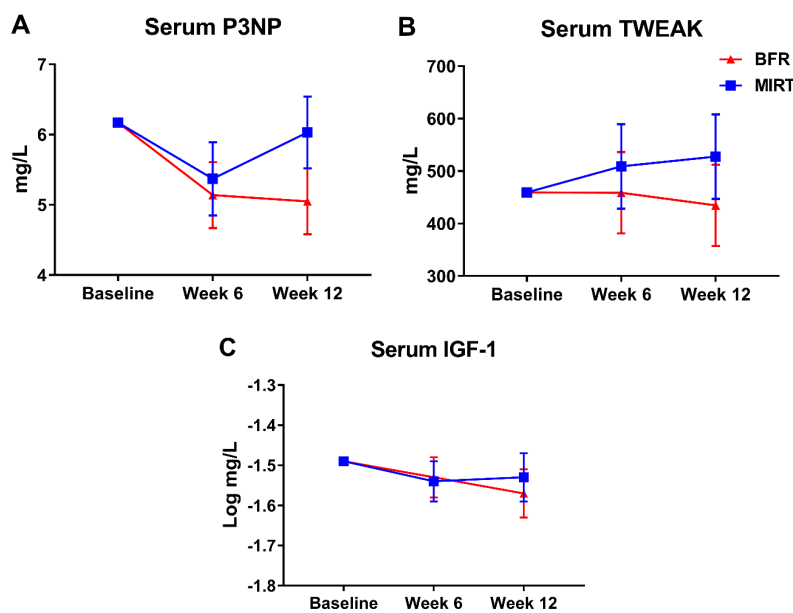 A
Serum P3NP
7
6
5
4
mg/L
Baseline
Week 6
Week 12
B
Serum TWEAK
BFR
MIRT
700
600
500
400
300
mg/L
Baseline
Week 6
Week 12
C
Serum IGF-1
-1.3
-1.4
-1.5
-1.6
-1.7
-1.8
Log mg/L
Baseline
Week 6
Week 12